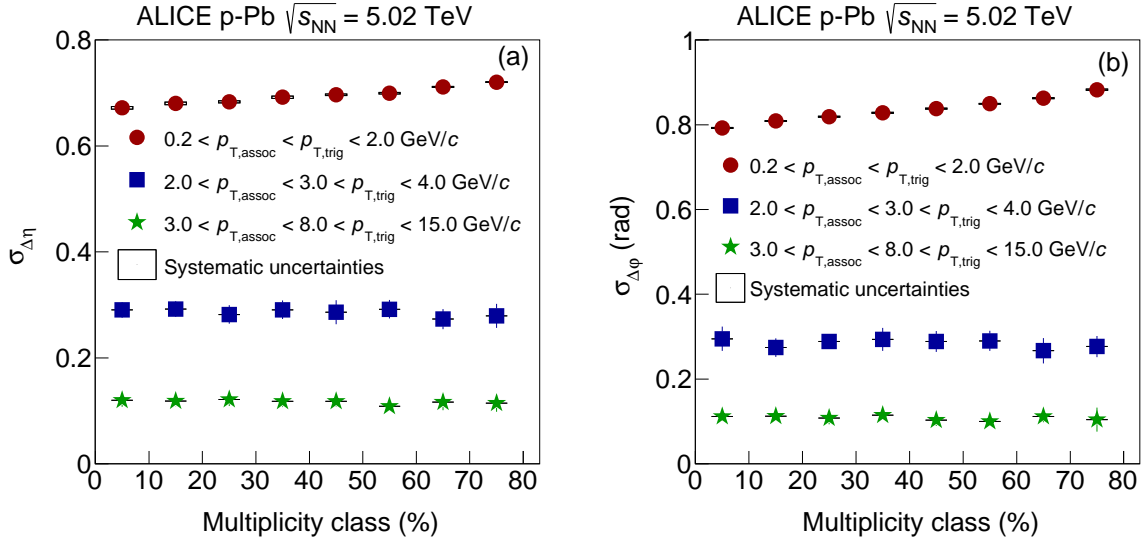 ALICE p-Pb √sNN = 5.02 TeV
(a)
0.8
0.6
0.4
0.2
0
σΔη
0.2 < pT,assoc < pT,trig < 2.0 GeV/c
2.0 < pT,assoc < 3.0 < pT,trig < 4.0 GeV/c
3.0 < pT,assoc < 8.0 < pT,trig < 15.0 GeV/c
Systematic uncertainties
0 10 20 30 40 50 60 70 80
Multiplicity class (%)
ALICE p-Pb √sNN = 5.02 TeV
(b)
1
0.8
0.6
0.4
0.2
0
σΔφ (rad)
0.2 < pT,assoc < pT,trig < 2.0 GeV/c
2.0 < pT,assoc < 3.0 < pT,trig < 4.0 GeV/c
3.0 < pT,assoc < 8.0 < pT,trig < 15.0 GeV/c
Systematic uncertainties
0 10 20 30 40 50 60 70 80
Multiplicity class (%)